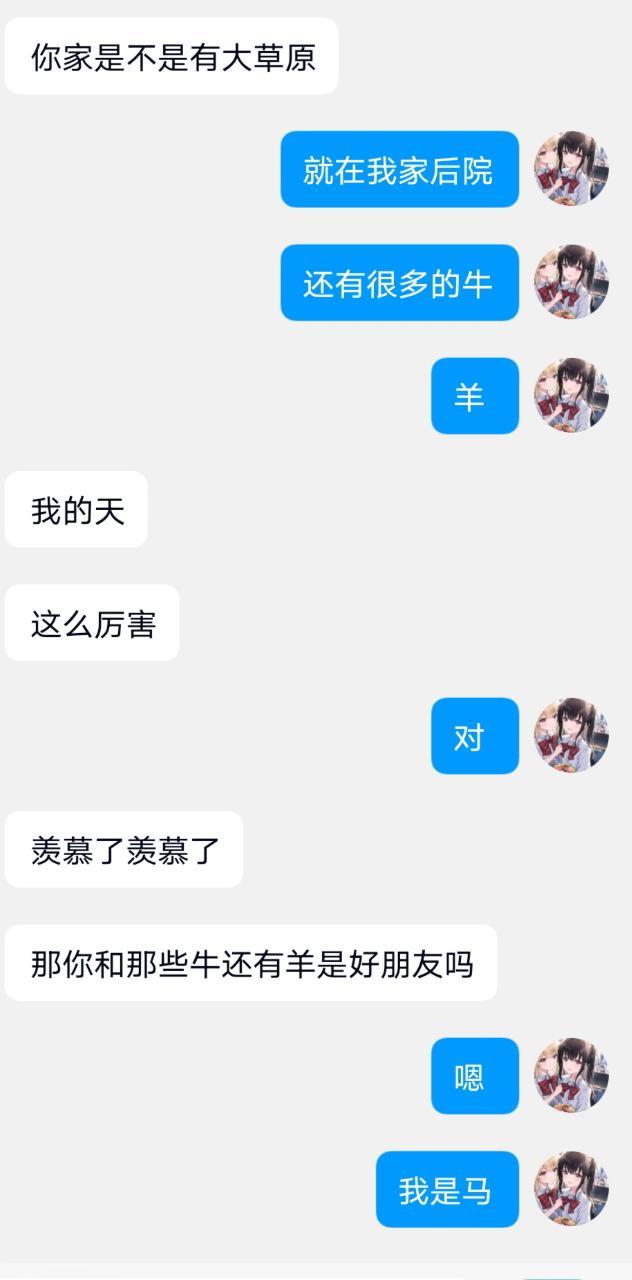 你家是不是有大草原
就在我家后院
还有很多的牛
羊
我的天
这么厉害
对
羡慕了羡慕了
那你和那些牛还有羊是好朋友吗
嗯
我是马